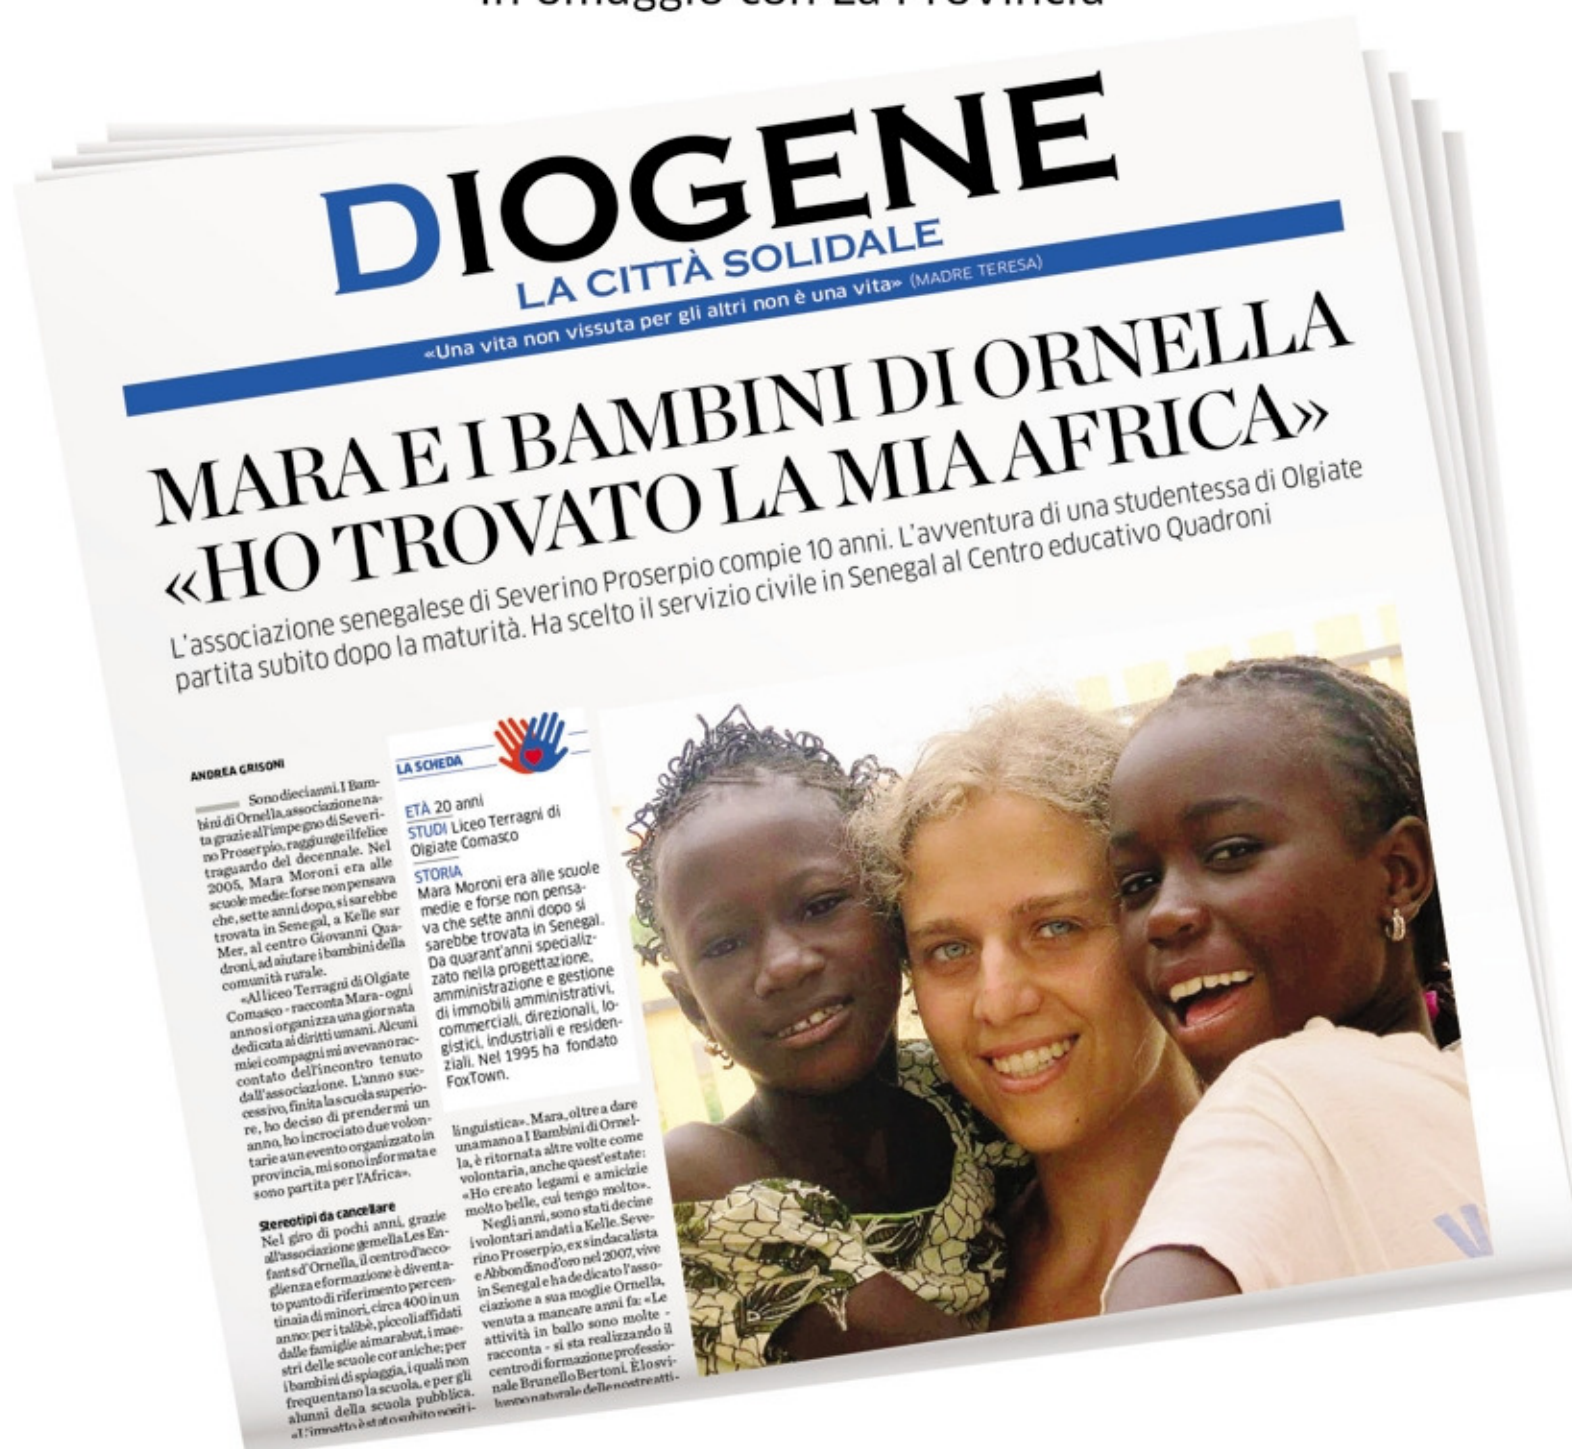 In omaggio con La Provincia
DIOGENE
LA CITTÀ SOLIDALE
«Una vita non vissuta per gli altri non è una vita» (MADRE TERESA)
MARA E I BAMBINI DI ORNELLA
«HO TROVATO LA MIA AFRICA»
L'associazione senegalese di Severino Proserpio compie 10 anni. L'avventura di una studentessa di Olgiate
partita subito dopo la maturità. Ha scelto il servizio civile in Senegal al Centro educativo Quadroni
ANDREA GRISONI
Sono dieci anni. I Bam-
bini di Ornella, associazione na-
ta grazie all'impegno di Severi-
no Proserpio, raggiunge il felice
traguardo del decennale. Nel
2005, Mara Moroni era alle
scuole medie: forse non pensava
che, sette anni dopo, si sarebbe
trovata in Senegal, a Kelle sur
Mer, al centro Giovanni Qua-
droni, ad aiutare i bambini della
comunità rurale.
«Al liceo Terragni di Olgiate
Comasco - racconta Mara - ogni
anno si organizza una giornata
dedicata ai diritti umani. Alcuni
miei compagni mi avevano rac-
contato dell'incontro tenuto
dall'associazione. L'anno suc-
cessivo, finita la scuola superio-
re, ho deciso di prendermi un
anno, ho incrociato due volon-
tarie a un evento organizzato in
provincia, mi sono informata e
sono partita per l'Africa».
Stereotipi da cancellare
Nel giro di pochi anni, grazie
all'associazione gemella Les En-
fants d'Ornella, il centro d'acco-
glienza e formazione è diventa-
to punto di riferimento per cen-
tinaia di minori, circa 400 in un
anno: per i talibè, piccoli affidati
dalle famiglie ai marabut, i mae-
stri delle scuole coraniche; per
i bambini di spiaggia, i quali non
frequentano la scuola, e per gli
alunni della scuola pubblica.
«L'impatto è stato subito positi-
LA SCHEDA
ETÀ 20 anni
STUDI Liceo Terragni di
Olgiate Comasco
STORIA
Mara Moroni era alle scuole
medie e forse non pensa-
va che sette anni dopo si
sarebbe trovata in Senegal.
Da quarant'anni specializ-
zato nella progettazione,
amministrazione e gestione
di immobili amministrativi,
commerciali, direzionali, lo-
gistici, industriali e residen-
ziali. Nel 1995 ha fondato
FoxTown.
linguistica». Mara, oltre a dare
una mano a I Bambini di Ornel-
la, è ritornata altre volte come
volontaria, anche quest'estate:
«Ho creato legami e amicizie
molto belle, cui tengo molto».
Negli anni, sono stati decine
i volontari andati a Kelle. Seve-
rino Proserpio, ex sindacalista
e Abbondino d'oro nel 2007, vive
in Senegal e ha dedicato l'asso-
ciazione a sua moglie Ornella,
venuta a mancare anni fa: «Le
attività in ballo sono molte -
racconta - si sta realizzando il
centro di formazione professio-
nale Brunello Bertoni. È lo svi-
luppo naturale delle nostre atti-